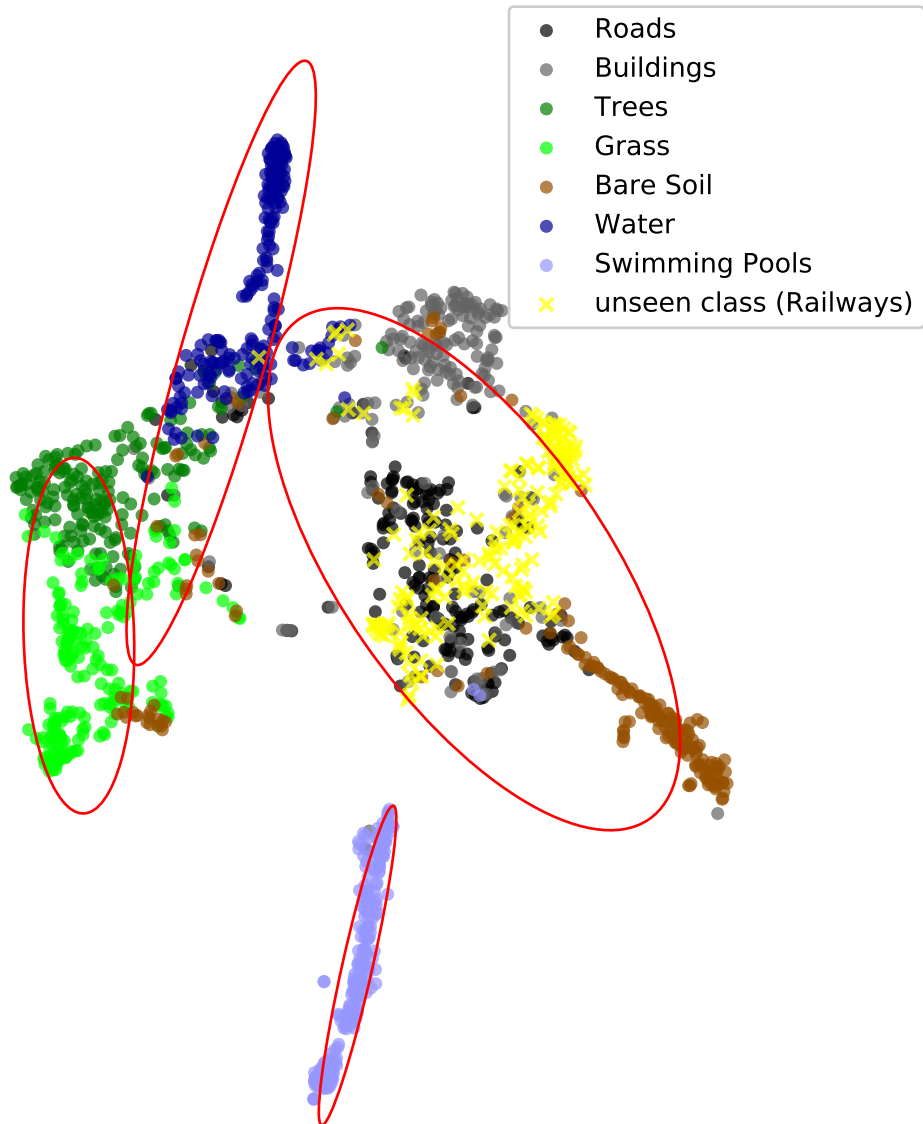 Roads
Buildings
Trees
Grass
Bare Soil
Water
Swimming Pools
unseen class (Railways)